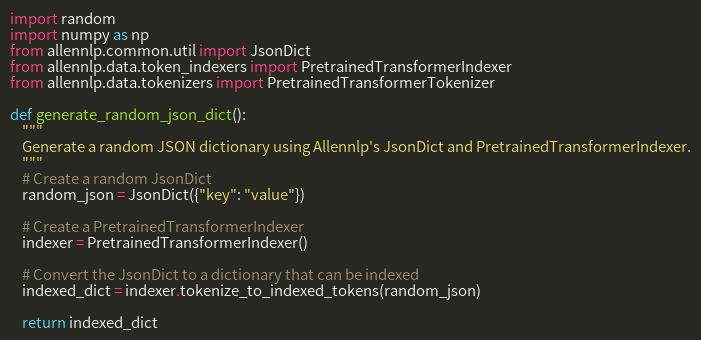 import random
import numpy as np
from allennlp.common.util import JsonDict
from allennlp.data.token_indexers import PretrainedTransformerIndexer
from allennlp.data.tokenizers import PretrainedTransformerTokenizer

def generate_random_json_dict():
    """
    Generate a random JSON dictionary using Allennlp's JsonDict and PretrainedTransformerIndexer.
    """
    # Create a random JsonDict
    random_json = JsonDict({"key": "value"})

    # Create a PretrainedTransformerIndexer
    indexer = PretrainedTransformerIndexer()

    # Convert the JsonDict to a dictionary that can be indexed
    indexed_dict = indexer.tokenize_to_indexed_tokens(random_json)

    return indexed_dict